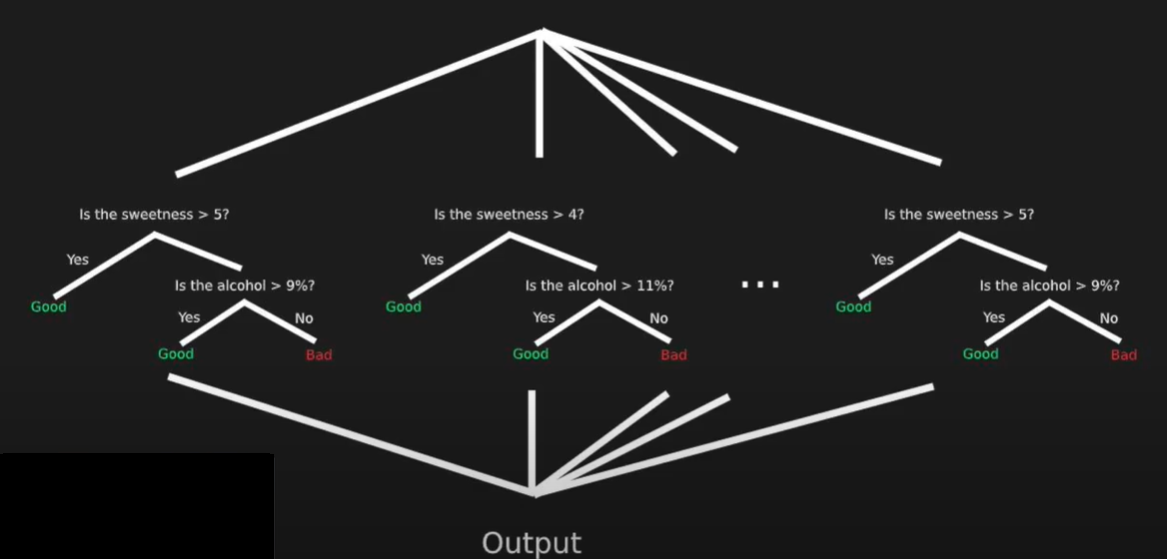 Is the sweetness > 5?
Yes
Good
Is the alcohol > 9%?
Yes
No
Good
Bad
Is the sweetness > 4?
Yes
Good
Is the alcohol > 11%?
Yes
No
Good
Bad
...
Is the sweetness > 5?
Yes
Good
Is the alcohol > 9%?
Yes
No
Good
Bad
Output